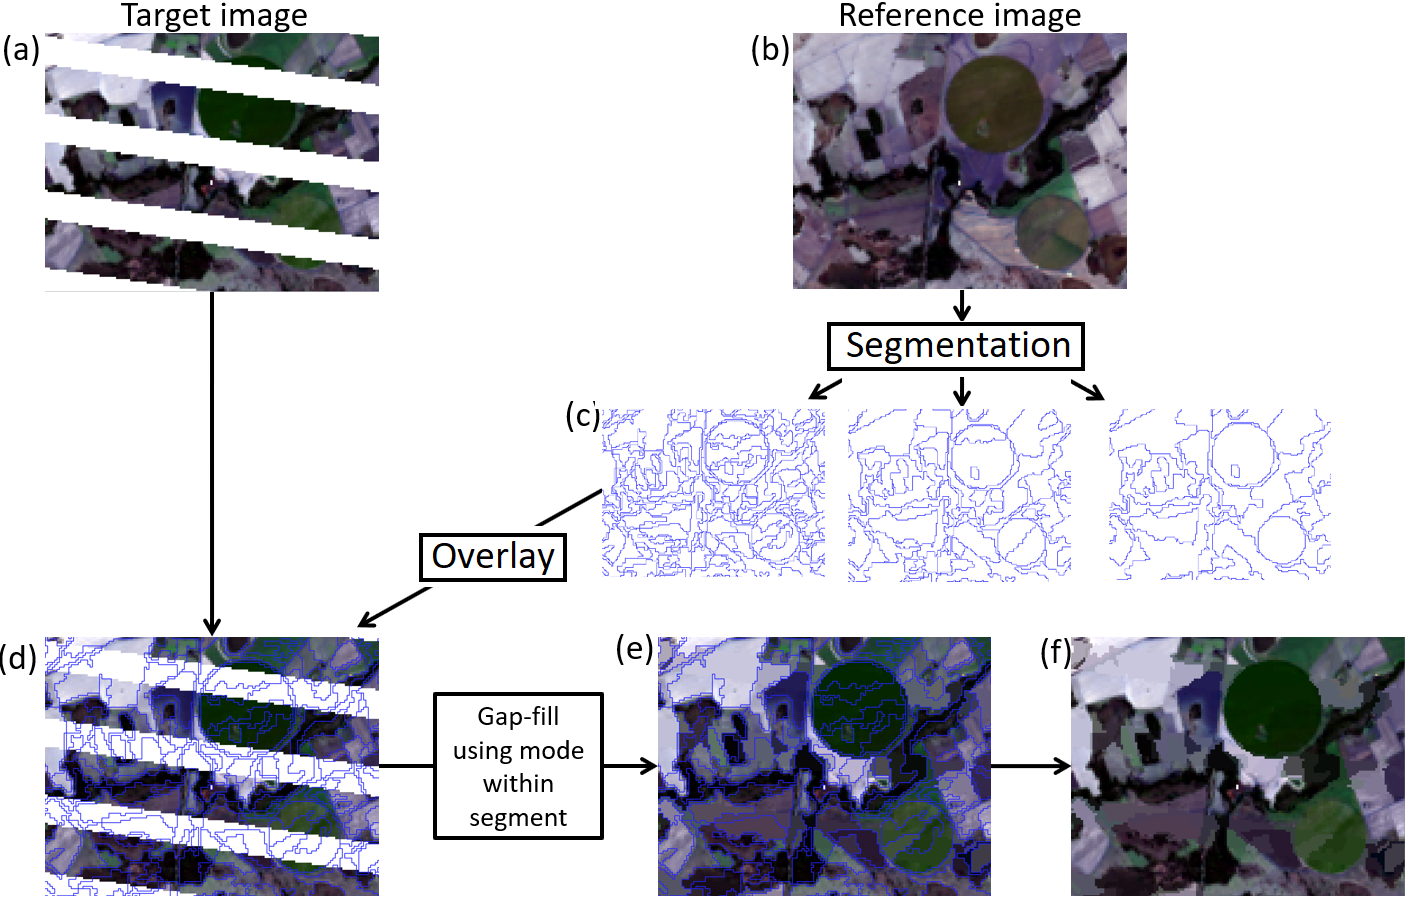 Target image
Reference image
(a)
(b)
Segmentation
(c)
Overlay
(d)
(e)
(f)
Gap-fill
using mode
within
segment